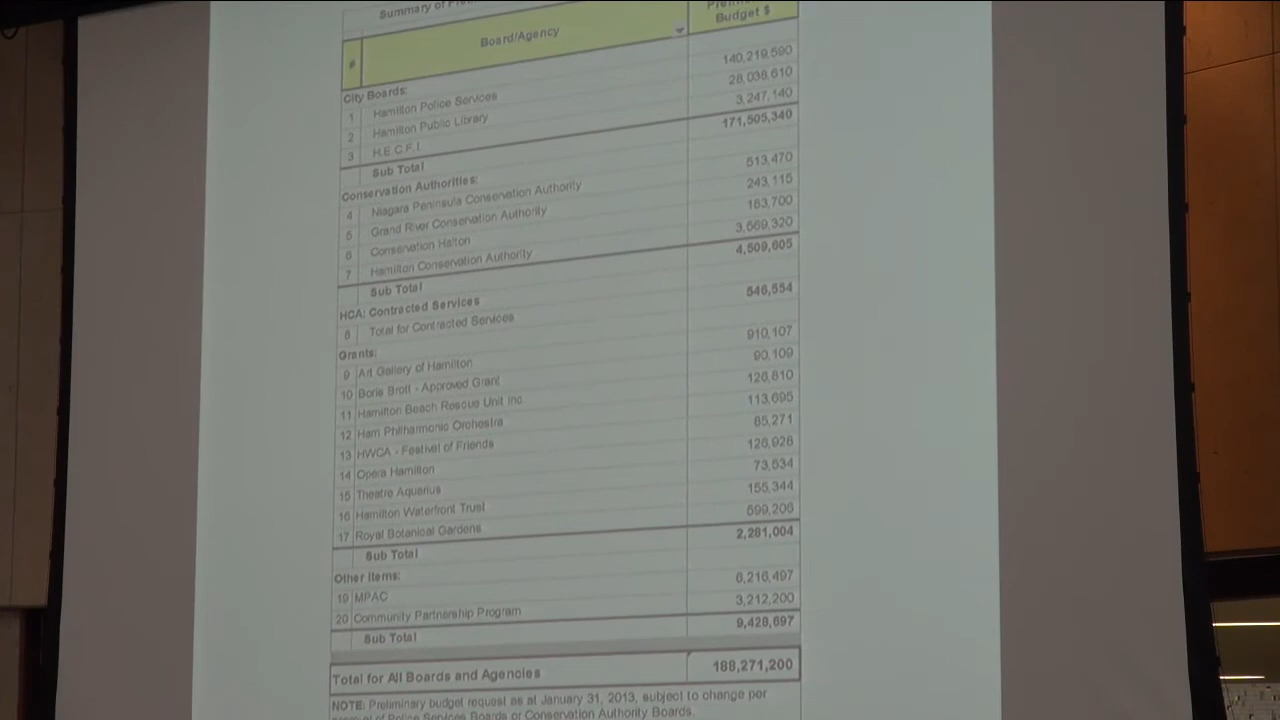 Summary of
# Board/Agency Budget $
City Boards:
1 Hamilton Police Services 140,219,590
2 Hamilton Public Library 28,038,610
3 H.E.C.F.I. 3,247,140
Sub Total 171,505,340
Conservation Authorities:
4 Niagara Peninsula Conservation Authority 513,470
5 Grand River Conservation Authority 243,115
6 Conservation Halton 183,700
7 Hamilton Conservation Authority 3,569,320
Sub Total 4,509,605
HCA: Contracted Services
8 Total for Contracted Services 546,554
Grants:
9 Art Gallery of Hamilton 910,107
10 Boris Brott - Approved Grant 90,109
11 Hamilton Beach Rescue Unit Inc 126,810
12 Ham Philharmonic Orchestra 113,695
13 HWCA - Festival of Friends 85,271
14 Opera Hamilton 126,928
15 Theatre Aquarius 73,534
16 Hamilton Waterfront Trust 155,344
17 Royal Botanical Gardens 599,206
Sub Total 2,281,004
Other Items:
19 MPAC 6,216,497
20 Community Partnership Program 3,212,200
Sub Total 9,428,697
Total for All Boards and Agencies 188,271,200
NOTE: Preliminary budget request as at January 31, 2013, subject to change per
of Police Services Boards or Conservation Authority Boards.